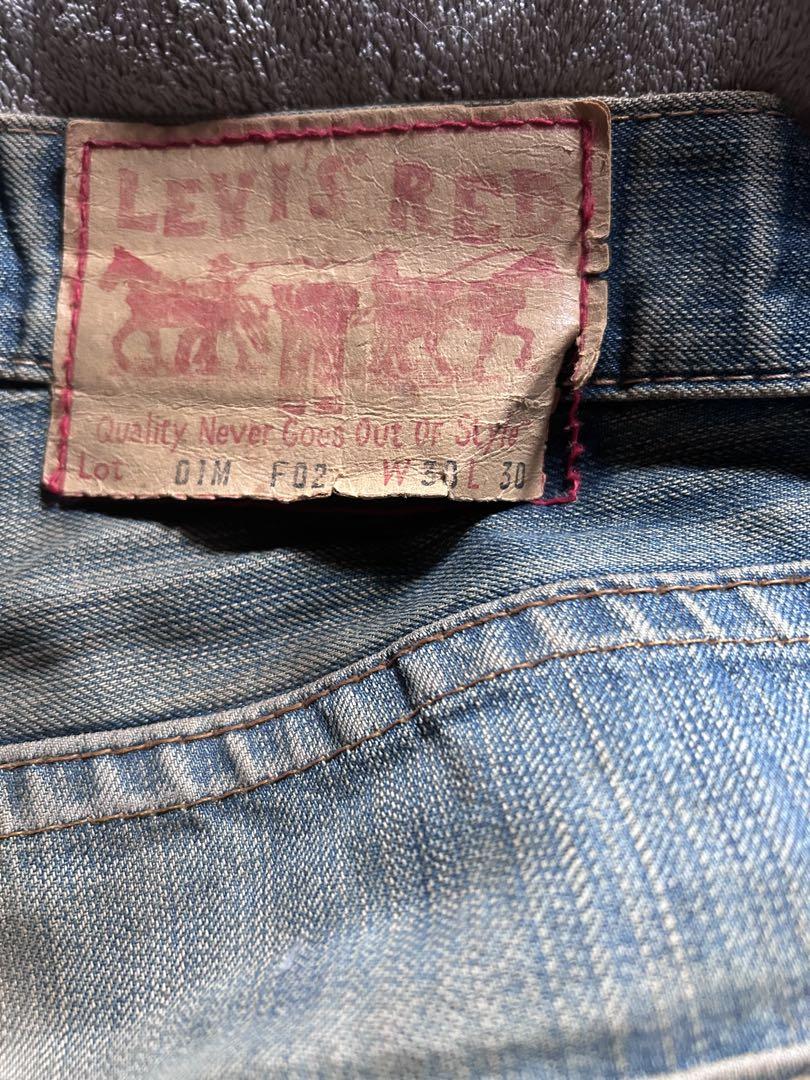 LEVI'S RED
Quality Never Goes Out Of Style
Lot 01M F02 W 30 L 30